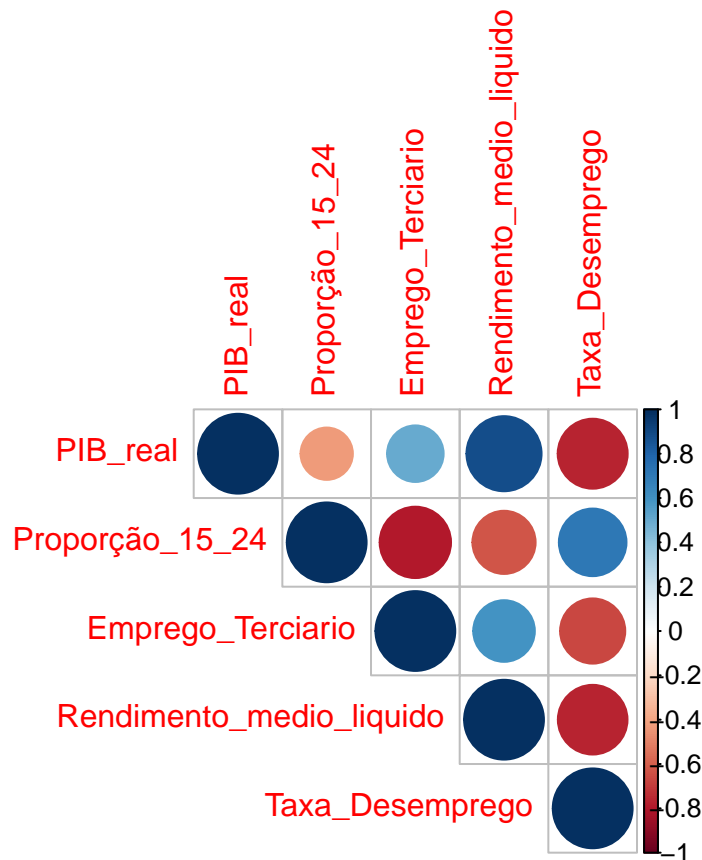 PIB_real
Proporção_15_24
Emprego_Terciario
Rendimento_medio_liquido
Taxa_Desemprego
PIB_real
Proporção_15_24
Emprego_Terciario
Rendimento_medio_liquido
Taxa_Desemprego
1
0.8
0.6
0.4
0.2
0
–0.2
–0.4
–0.6
–0.8
–1